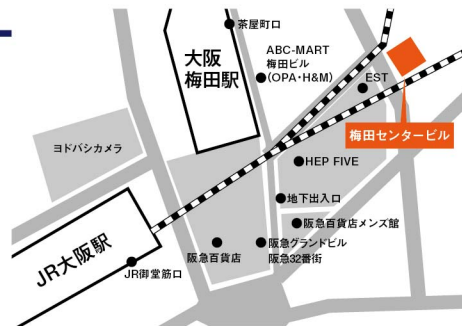 茶屋町口
大阪
梅田駅
ABC-MART
梅田ビル
(OPA・H&M)
EST
梅田センタービル
ヨドバシカメラ
HEP FIVE
地下出入口
阪急百貨店メンズ館
阪急百貨店
阪急グランドビル
阪急32番街
JR大阪駅
JR御堂筋口